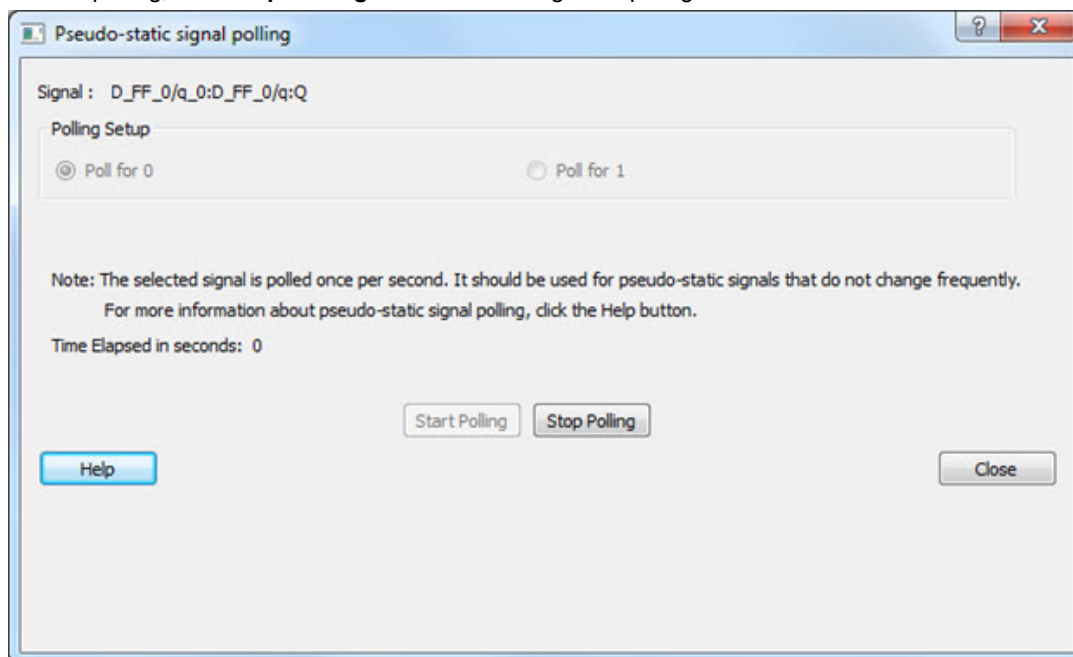 Pseudo-static signal polling
Signal : D_FF_0/q_0:D_FF_0/q:Q
Polling Setup
Poll for 0 Poll for 1
Note: The selected signal is polled once per second. It should be used for pseudo-static signals that do not change frequently.
For more information about pseudo-static signal polling, click the Help button.
Time Elapsed in seconds: 0
Start Polling Stop Polling
Help Close